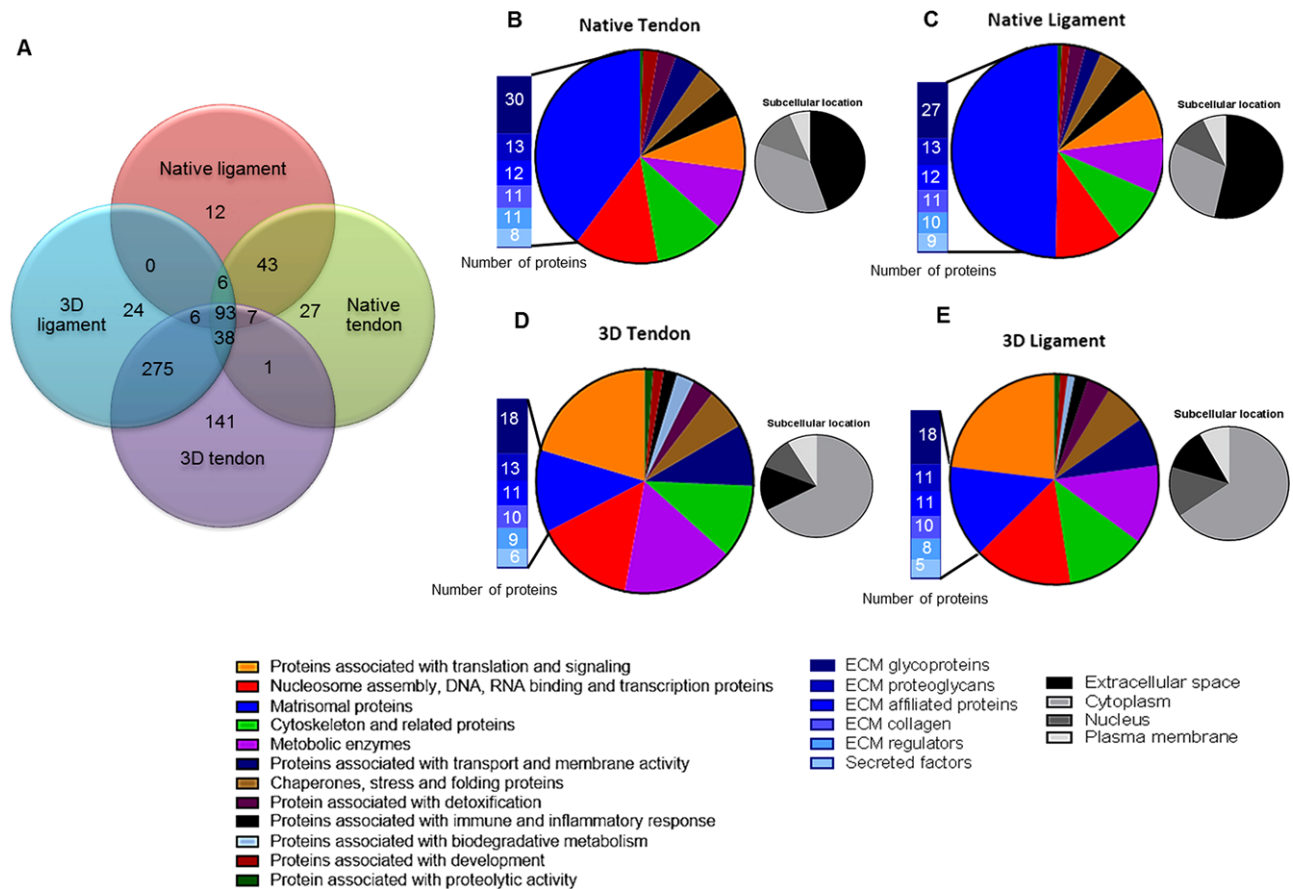 A
Native ligament
12
0
6
43
3D
ligament
24
6
93
7
27
Native
tendon
38
275
1
141
3D tendon
B
Native Tendon
30
13
12
11
11
8
Number of proteins
Subcellular location
C
Native Ligament
27
13
12
11
10
9
Number of proteins
Subcellular location
D
3D Tendon
18
13
11
10
9
6
Number of proteins
Subcellular location
E
3D Ligament
18
11
11
10
8
5
Number of proteins
Subcellular location
Proteins associated with translation and signaling
Nucleosome assembly, DNA, RNA binding and transcription proteins
Matrisomal proteins
Cytoskeleton and related proteins
Metobolic enzymes
Proteins associated with transport and membrane activity
Chaperones, stress and folding proteins
Protein associated with detoxification
Proteins associated with immune and inflammatory response
Proteins associated with biodegradative metabolism
Proteins associated with development
Protein associated with proteolytic activity
ECM glycoproteins
ECM proteoglycans
ECM affiliated proteins
ECM collagen
ECM regulators
Secreted factors
Extracellular space
Cytoplasm
Nucleus
Plasma membrane